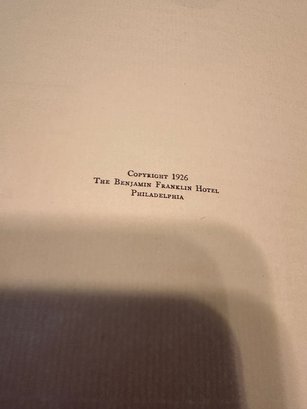 Copyright 1926
The Benjamin Franklin Hotel
Philadelphia